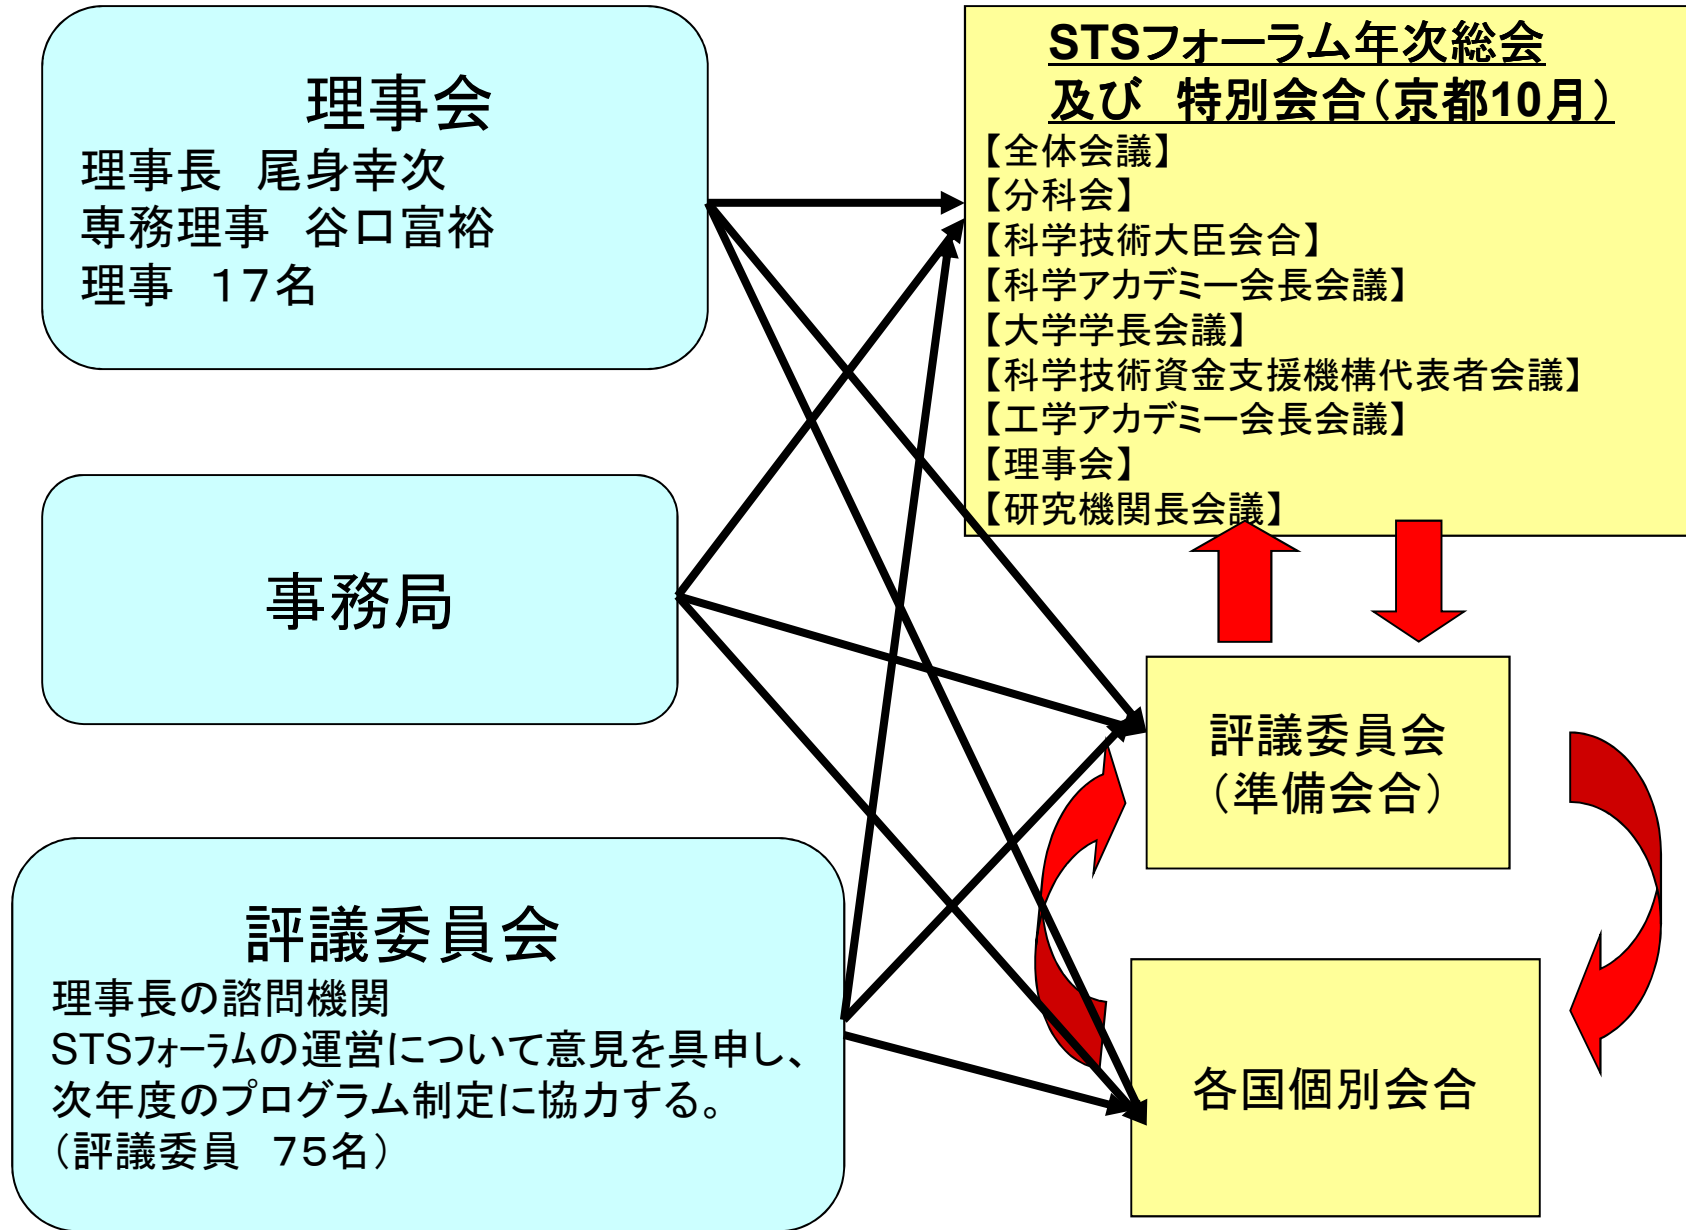 理事会
理事長　尾身幸次
専務理事　谷口富裕
理事　１７名
事務局
評議委員会
理事長の諮問機関
STSﾌｫｰﾗﾑの運営について意見を具申し、
次年度のプログラム制定に協力する。
（評議委員　７５名）
STSフォーラム年次総会
及び　特別会合（京都10月）
【全体会議】
【分科会】
【科学技術大臣会合】
【科学アカデミー会長会議】
【大学学長会議】
【科学技術資金支援機構代表者会議】
【工学アカデミー会長会議】
【理事会】
【研究機関長会議】
評議委員会
（準備会合）
各国個別会合